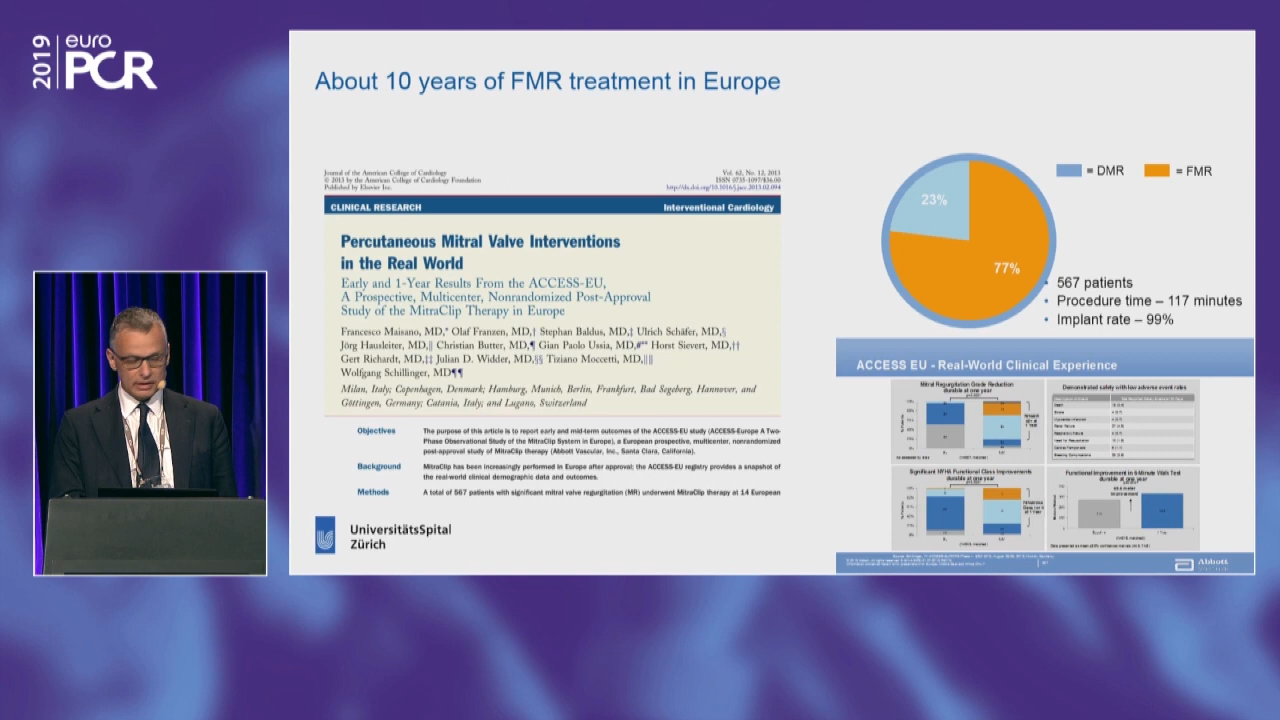 2019
euro
PCR
About 10 years of FMR treatment in Europe
Journal of the American College of Cardiology
© 2013 by the American College of Cardiology Foundation
Published by Elsevier Inc.
Vol. 62, No. 12, 2013
ISSN 0735-1097/$36.00
http://dx.doi.org/10.1016/j.jacc.2013.02.094
CLINICAL RESEARCH
Interventional Cardiology
Percutaneous Mitral Valve Interventions
in the Real World
Early and 1-Year Results From the ACCESS-EU,
A Prospective, Multicenter, Nonrandomized Post-Approval
Study of the MitraClip Therapy in Europe
Francesco Maisano, MD,* Olaf Franzen, MD,† Stephan Baldus, MD,‡ Ulrich Schäfer, MD,§
Jörg Hausleiter, MD,|| Christian Butter, MD,¶ Gian Paolo Ussia, MD,#** Horst Sievert, MD,††
Gert Richardt, MD,‡‡ Julian D. Widder, MD,§§ Tiziano Moccetti, MD,||||
Wolfgang Schillinger, MD¶¶
Milan, Italy; Copenhagen, Denmark; Hamburg, Munich, Berlin, Frankfurt, Bad Segeberg, Hannover, and
Göttingen, Germany; Catania, Italy; and Lugano, Switzerland
Objectives
The purpose of this article is to report early and mid-term outcomes of the ACCESS-EU study (ACCESS-Europe A Two-
Phase Observational Study of the MitraClip System in Europe), a European prospective, multicenter, nonrandomized
post-approval study of MitraClip therapy (Abbott Vascular, Inc., Santa Clara, California).
Background
MitraClip has been increasingly performed in Europe after approval; the ACCESS-EU registry provides a snapshot of
the real-world clinical demographic data and outcomes.
Methods
A total of 567 patients with significant mitral valve regurgitation (MR) underwent MitraClip therapy at 14 European
UniversitätsSpital
Zürich
23%
77%
= DMR
= FMR
• 567 patients
• Procedure time – 117 minutes
• Implant rate – 99%
ACCESS EU - Real-World Clinical Experience
Mitral Regurgitation Grade Reduction
durable at one year
Demonstrated safety with low adverse event rates
Significant NYHA Functional Class Improvements
durable at one year
Functional Improvement in 6-Minute Walk Test
durable at one year
Abbott